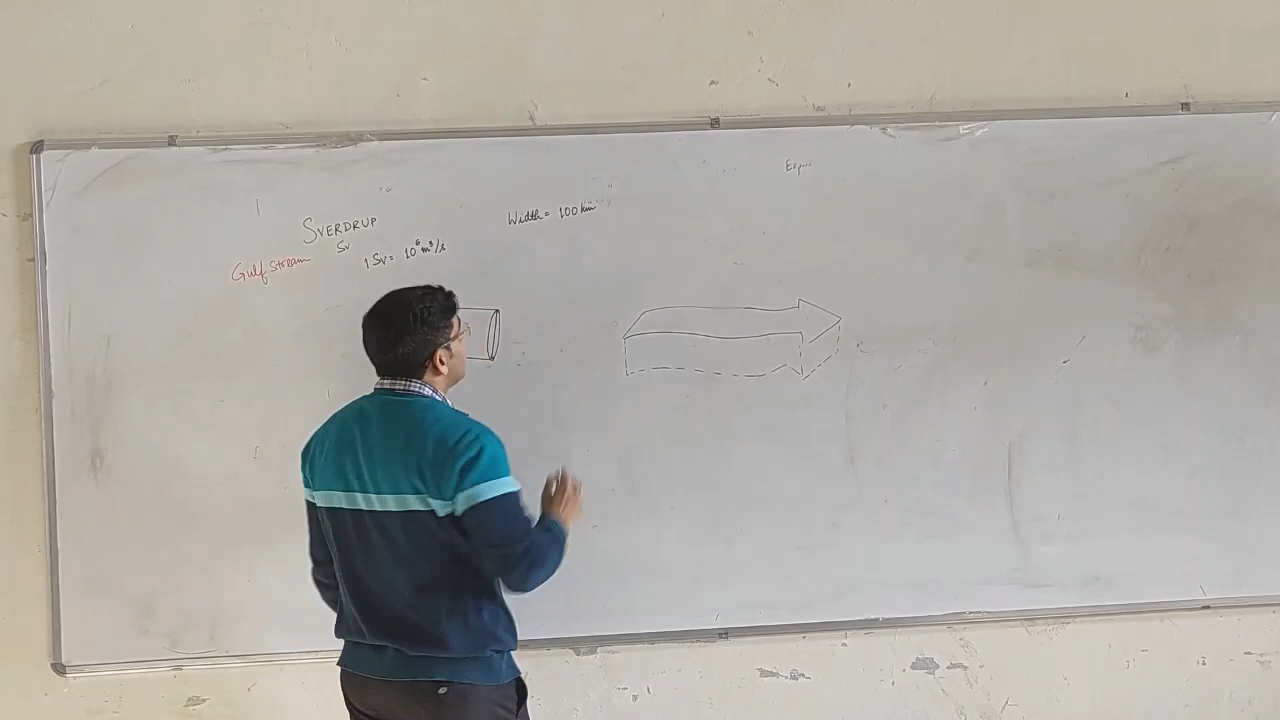 SVERDRUP
Sv
Gulf Stream
1 Sv = 10⁶ m³/s
Width = 100 km